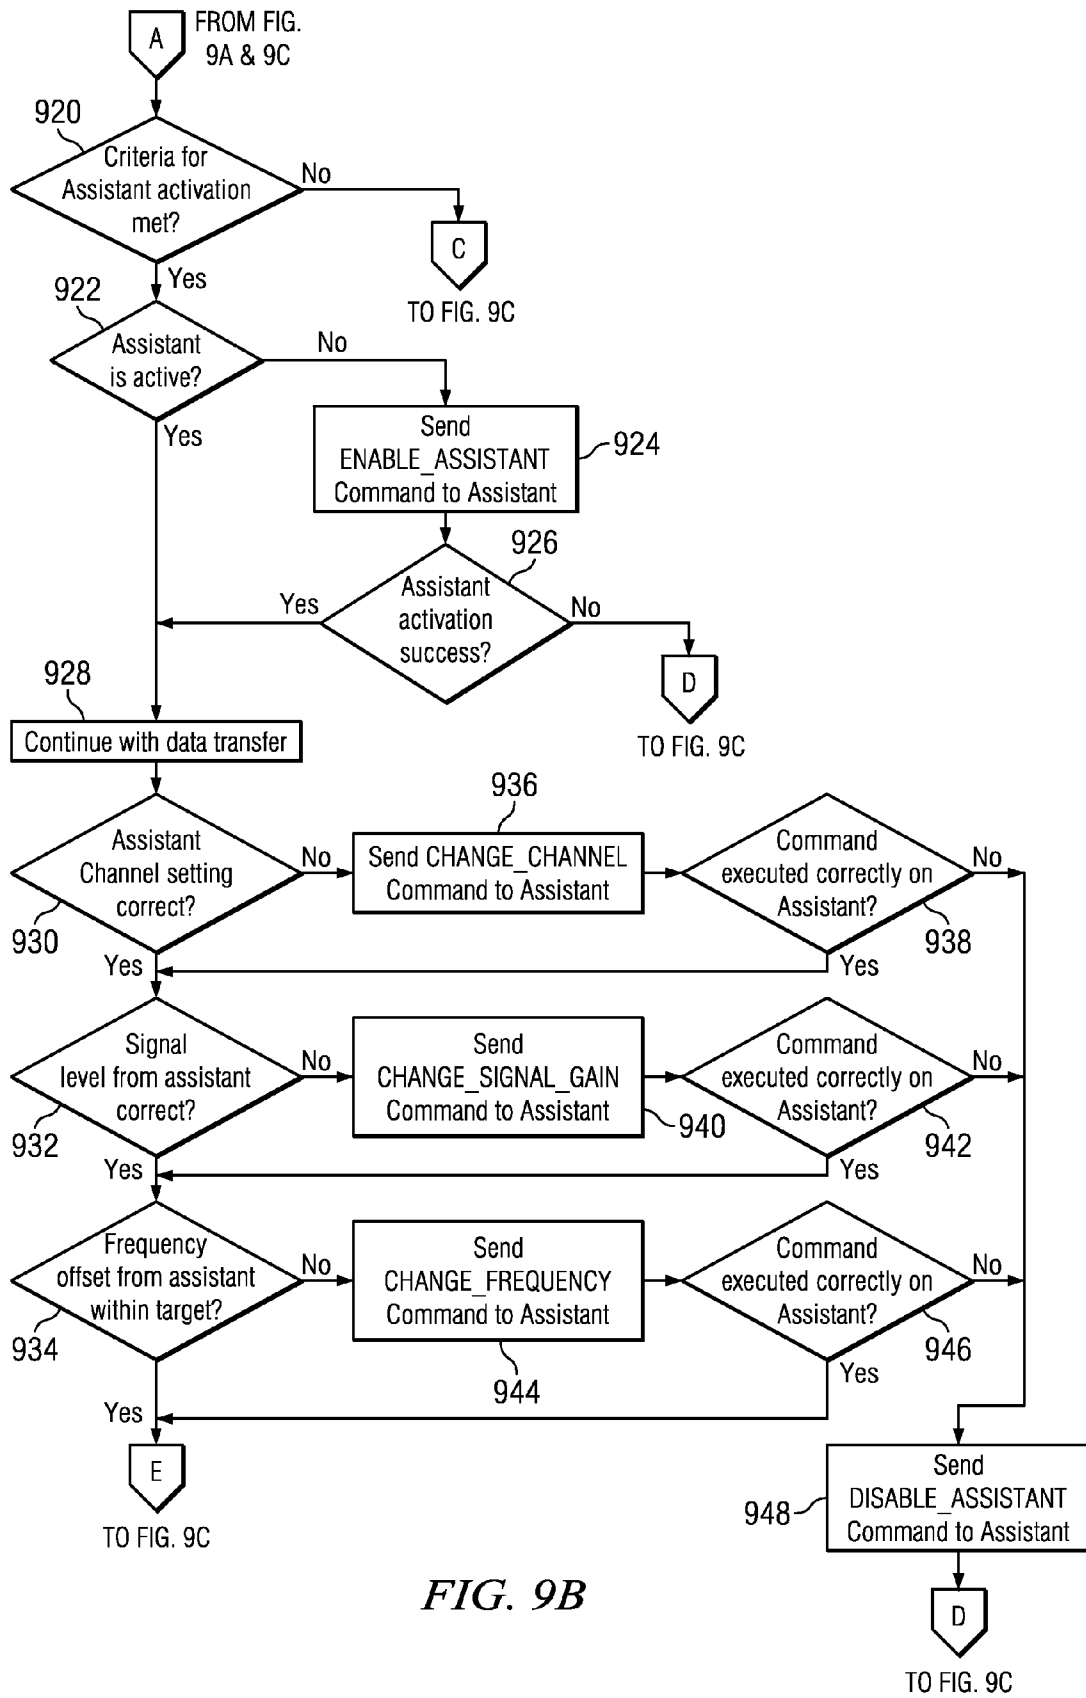 A
FROM FIG.
9A & 9C
920
Criteria for
Assistant activation
met?
No
C
TO FIG. 9C
Yes
922
Assistant
is active?
No
Yes
Send
ENABLE_ASSISTANT
Command to Assistant
924
926
Assistant
activation
success?
Yes
No
D
TO FIG. 9C
928
Continue with data transfer
Assistant
Channel setting
correct?
930
No
936
Send CHANGE_CHANNEL
Command to Assistant
Command
executed correctly on
Assistant?
938
No
Yes
Yes
Signal
level from assistant
correct?
932
No
Send
CHANGE_SIGNAL_GAIN
Command to Assistant
940
Command
executed correctly on
Assistant?
942
No
Yes
Yes
Frequency
offset from assistant
within target?
934
No
Send
CHANGE_FREQUENCY
Command to Assistant
944
Command
executed correctly on
Assistant?
946
No
Yes
Yes
E
TO FIG. 9C
948
Send
DISABLE_ASSISTANT
Command to Assistant
D
TO FIG. 9C
FIG. 9B